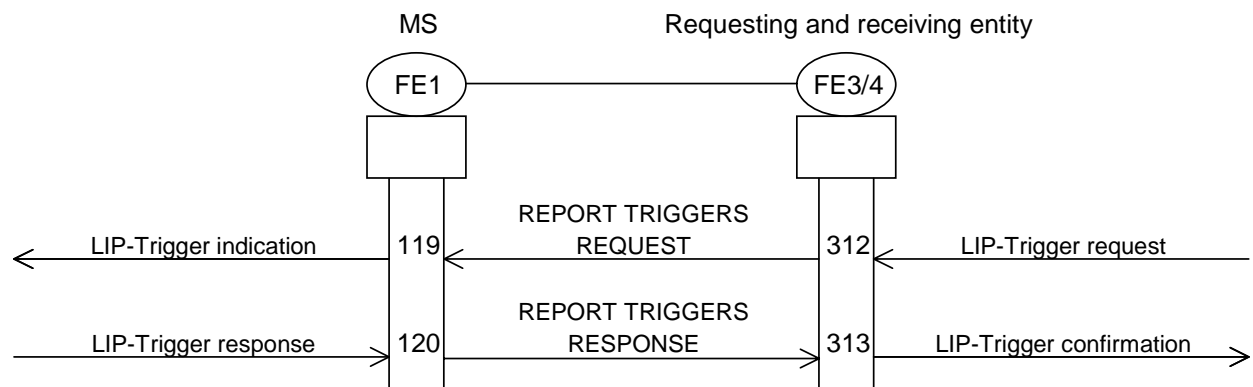 MS
Requesting and receiving entity
FE1
FE3/4
REPORT TRIGGERS
LIP-Trigger indication
119
REQUEST
312
LIP-Trigger request
REPORT TRIGGERS
LIP-Trigger response
120
RESPONSE
313
LIP-Trigger confirmation